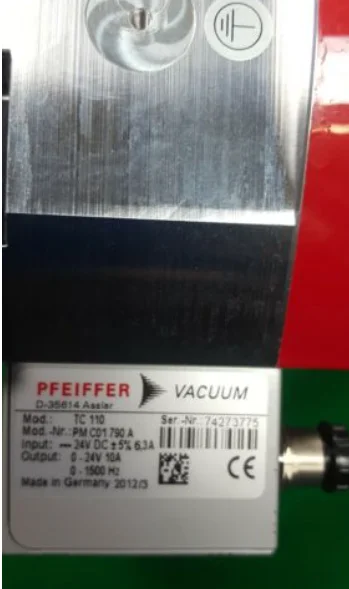 PFEIFFER VACUUM
D-35614 Asslar
Mod.: TC 110 Ser.-Nr.:74273775
Mod.-Nr.: PM C01 790 A
Input: ⎓ 24V DC ± 5% 6,3A
Output: 0 - 24V 10A
0 - 1500 Hz
Made in Germany 2012/3
CE